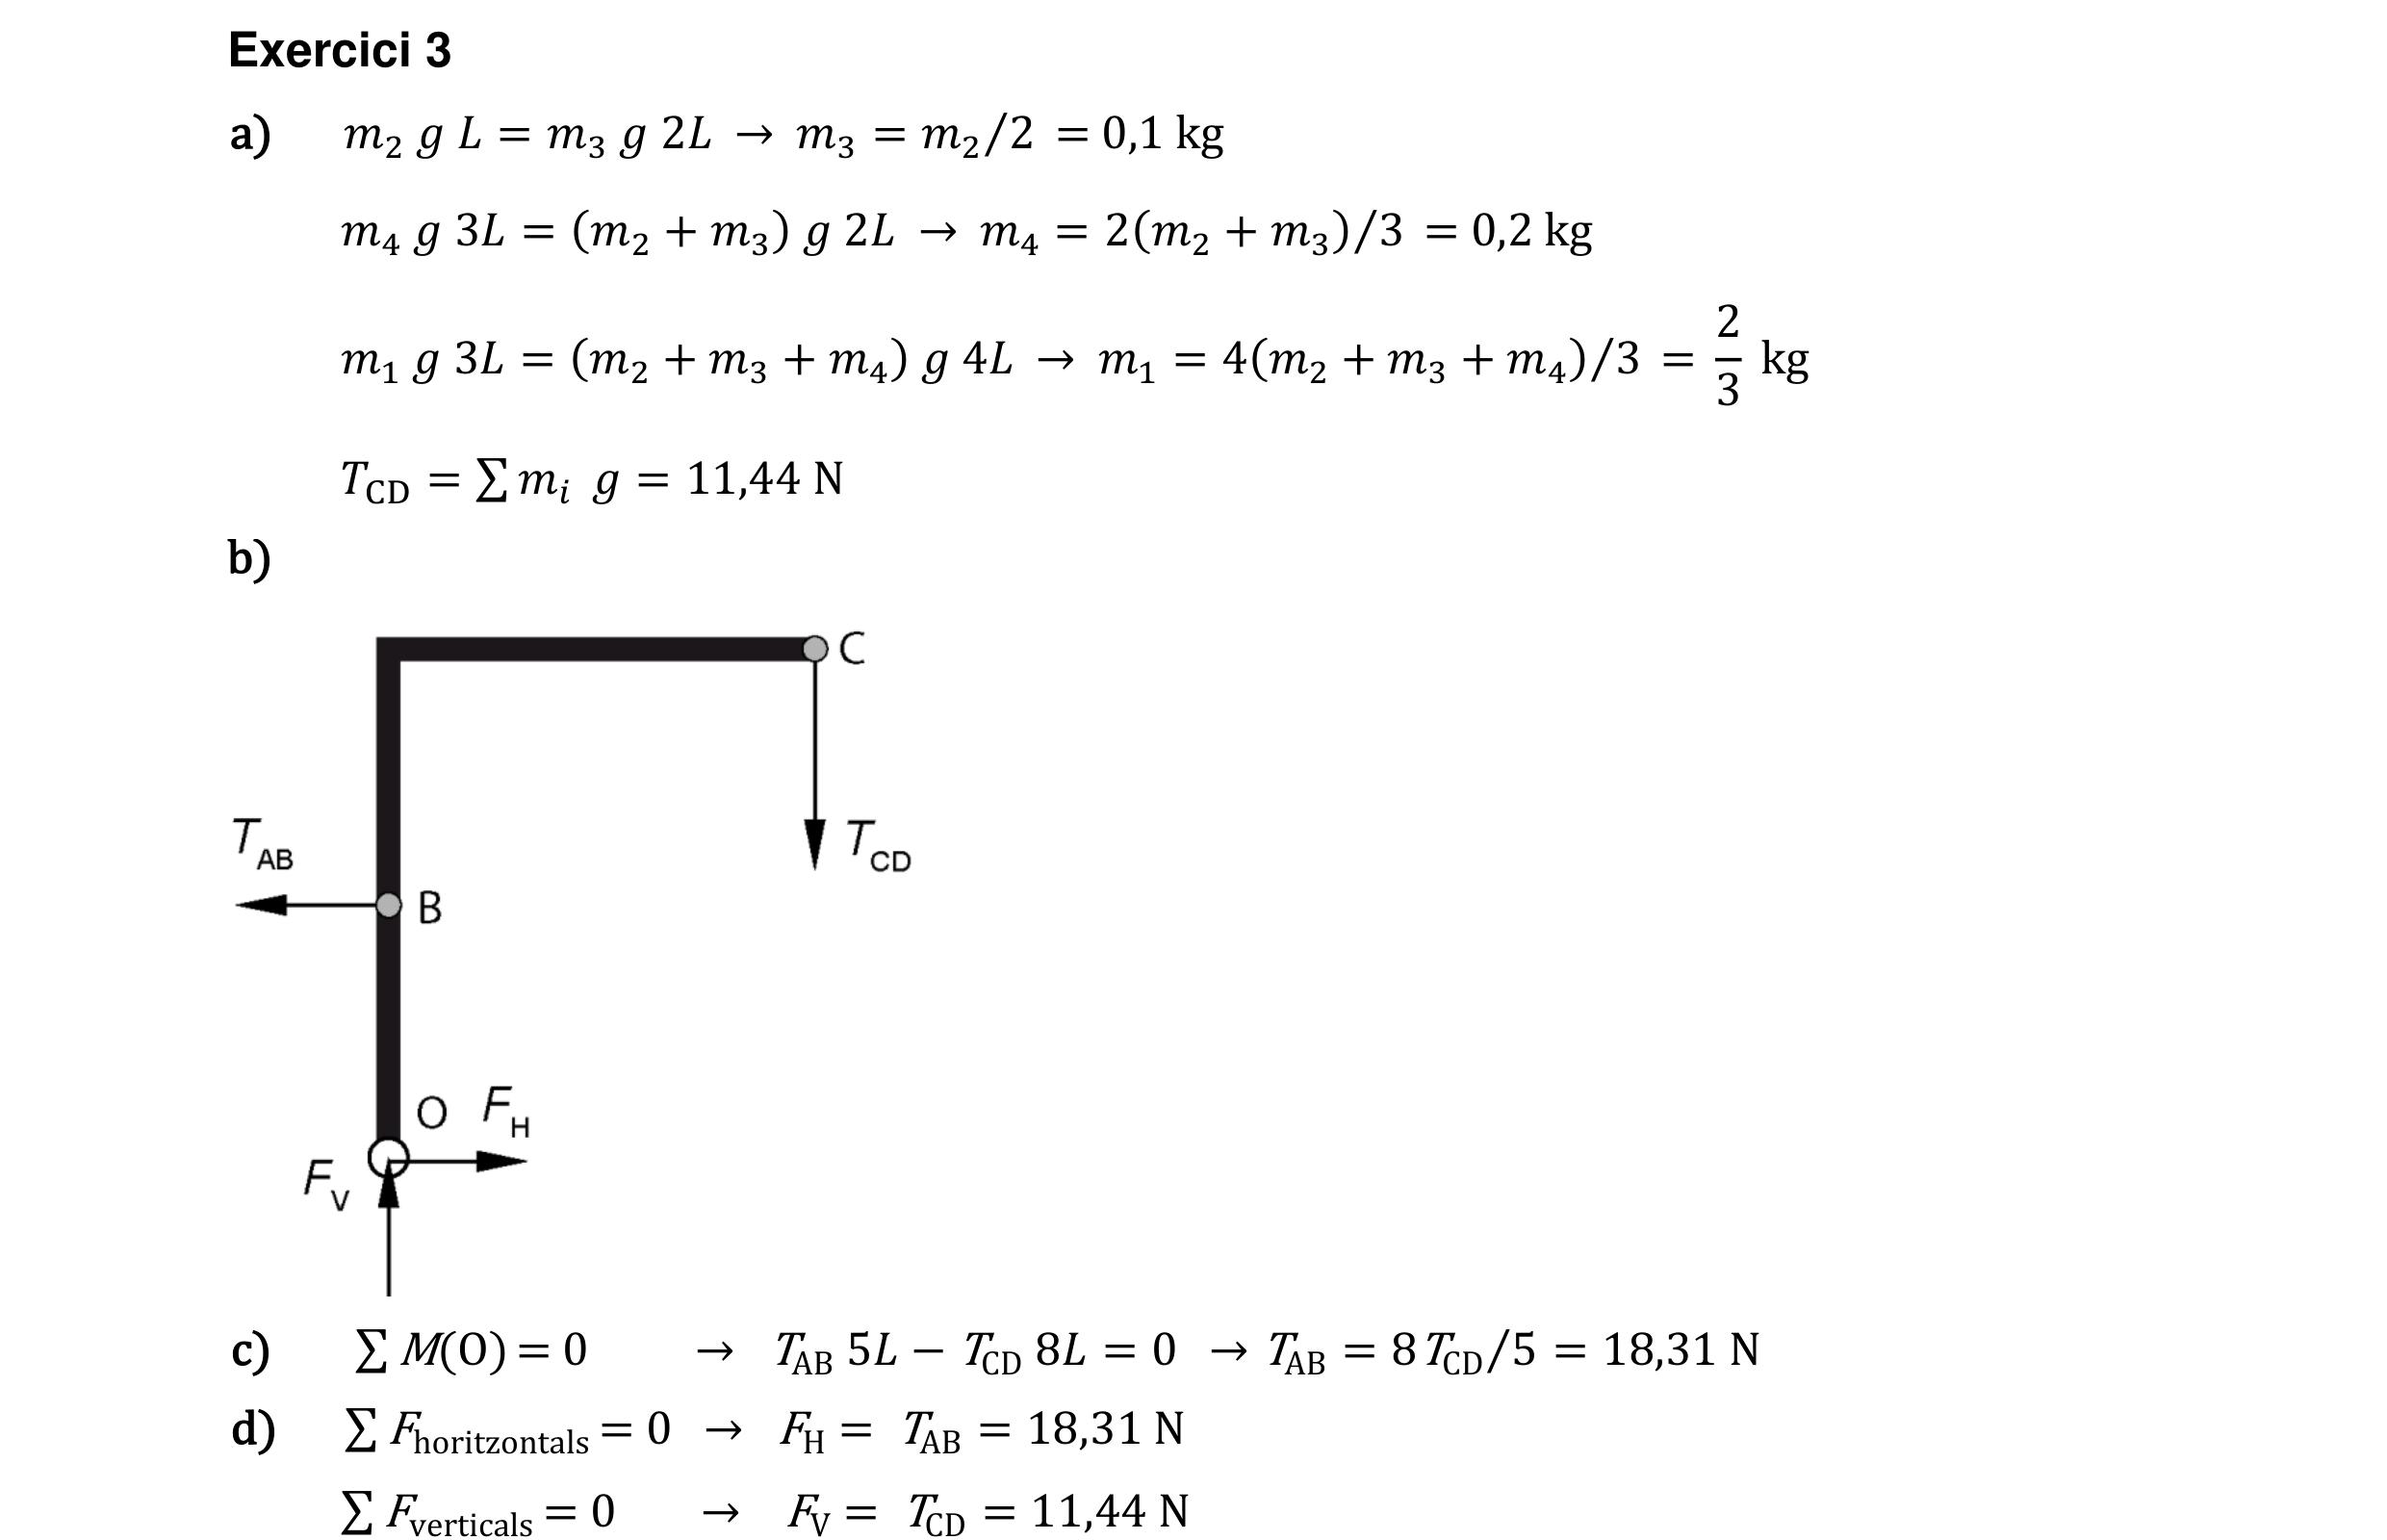 Exercici 3
a) m₂ g L = m₃ g 2L → m₃ = m₂/2 = 0,1 kg
m₄ g 3L = (m₂ + m₃) g 2L → m₄ = 2(m₂ + m₃)/3 = 0,2 kg
m₁ g 3L = (m₂ + m₃ + m₄) g 4L → m₁ = 4(m₂ + m₃ + m₄)/3 = 2/3 kg
T_CD = ∑ mᵢ g = 11,44 N
b)
C
T_AB
T_CD
B
O F_H
F_V
c) ∑ M(O) = 0 → T_AB 5L − T_CD 8L = 0 → T_AB = 8 T_CD/5 = 18,31 N
d) ∑ F_horitzontals = 0 → F_H = T_AB = 18,31 N
∑ F_verticals = 0 → F_V = T_CD = 11,44 N